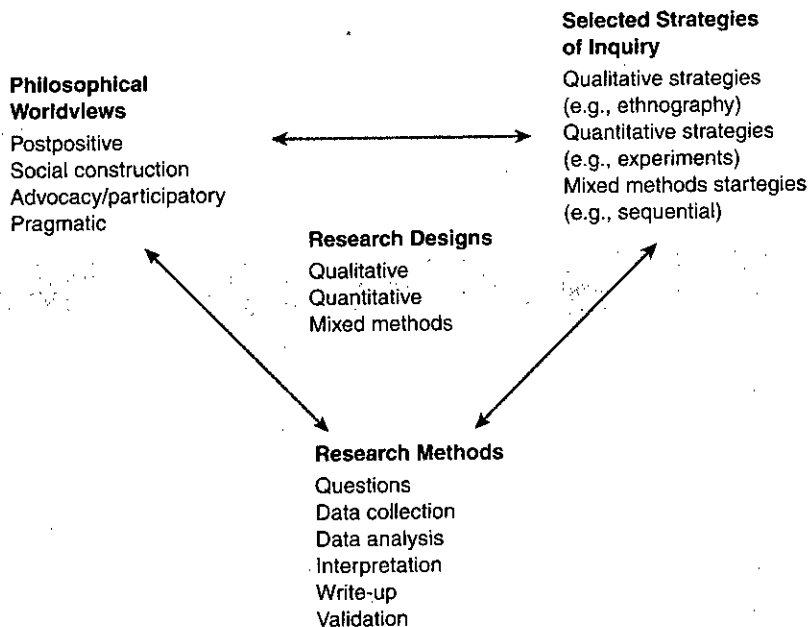 Philosophical
Worldviews
Postpositive
Social construction
Advocacy/participatory
Pragmatic
Selected Strategies
of Inquiry
Qualitative strategies
(e.g., ethnography)
Quantitative strategies
(e.g., experiments)
Mixed methods startegies
(e.g., sequential)
Research Designs
Qualitative
Quantitative
Mixed methods
Research Methods
Questions
Data collection
Data analysis
Interpretation
Write-up
Validation